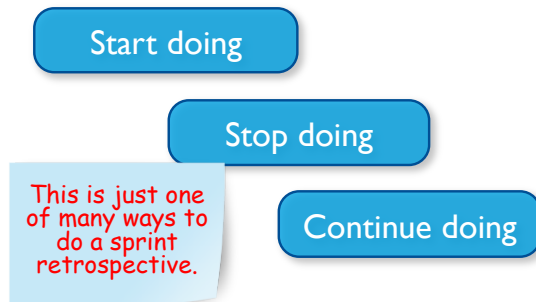 Start doing
Stop doing
This is just one
of many ways to
do a sprint
retrospective.
Continue doing